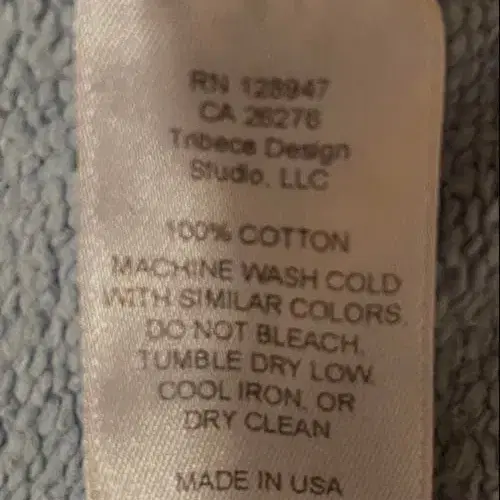 RN 128947
CA 26276
Tribeca Design
Studio, LLC
100% COTTON
MACHINE WASH COLD
WITH SIMILAR COLORS.
DO NOT BLEACH.
TUMBLE DRY LOW.
COOL IRON, OR
DRY CLEAN
MADE IN USA